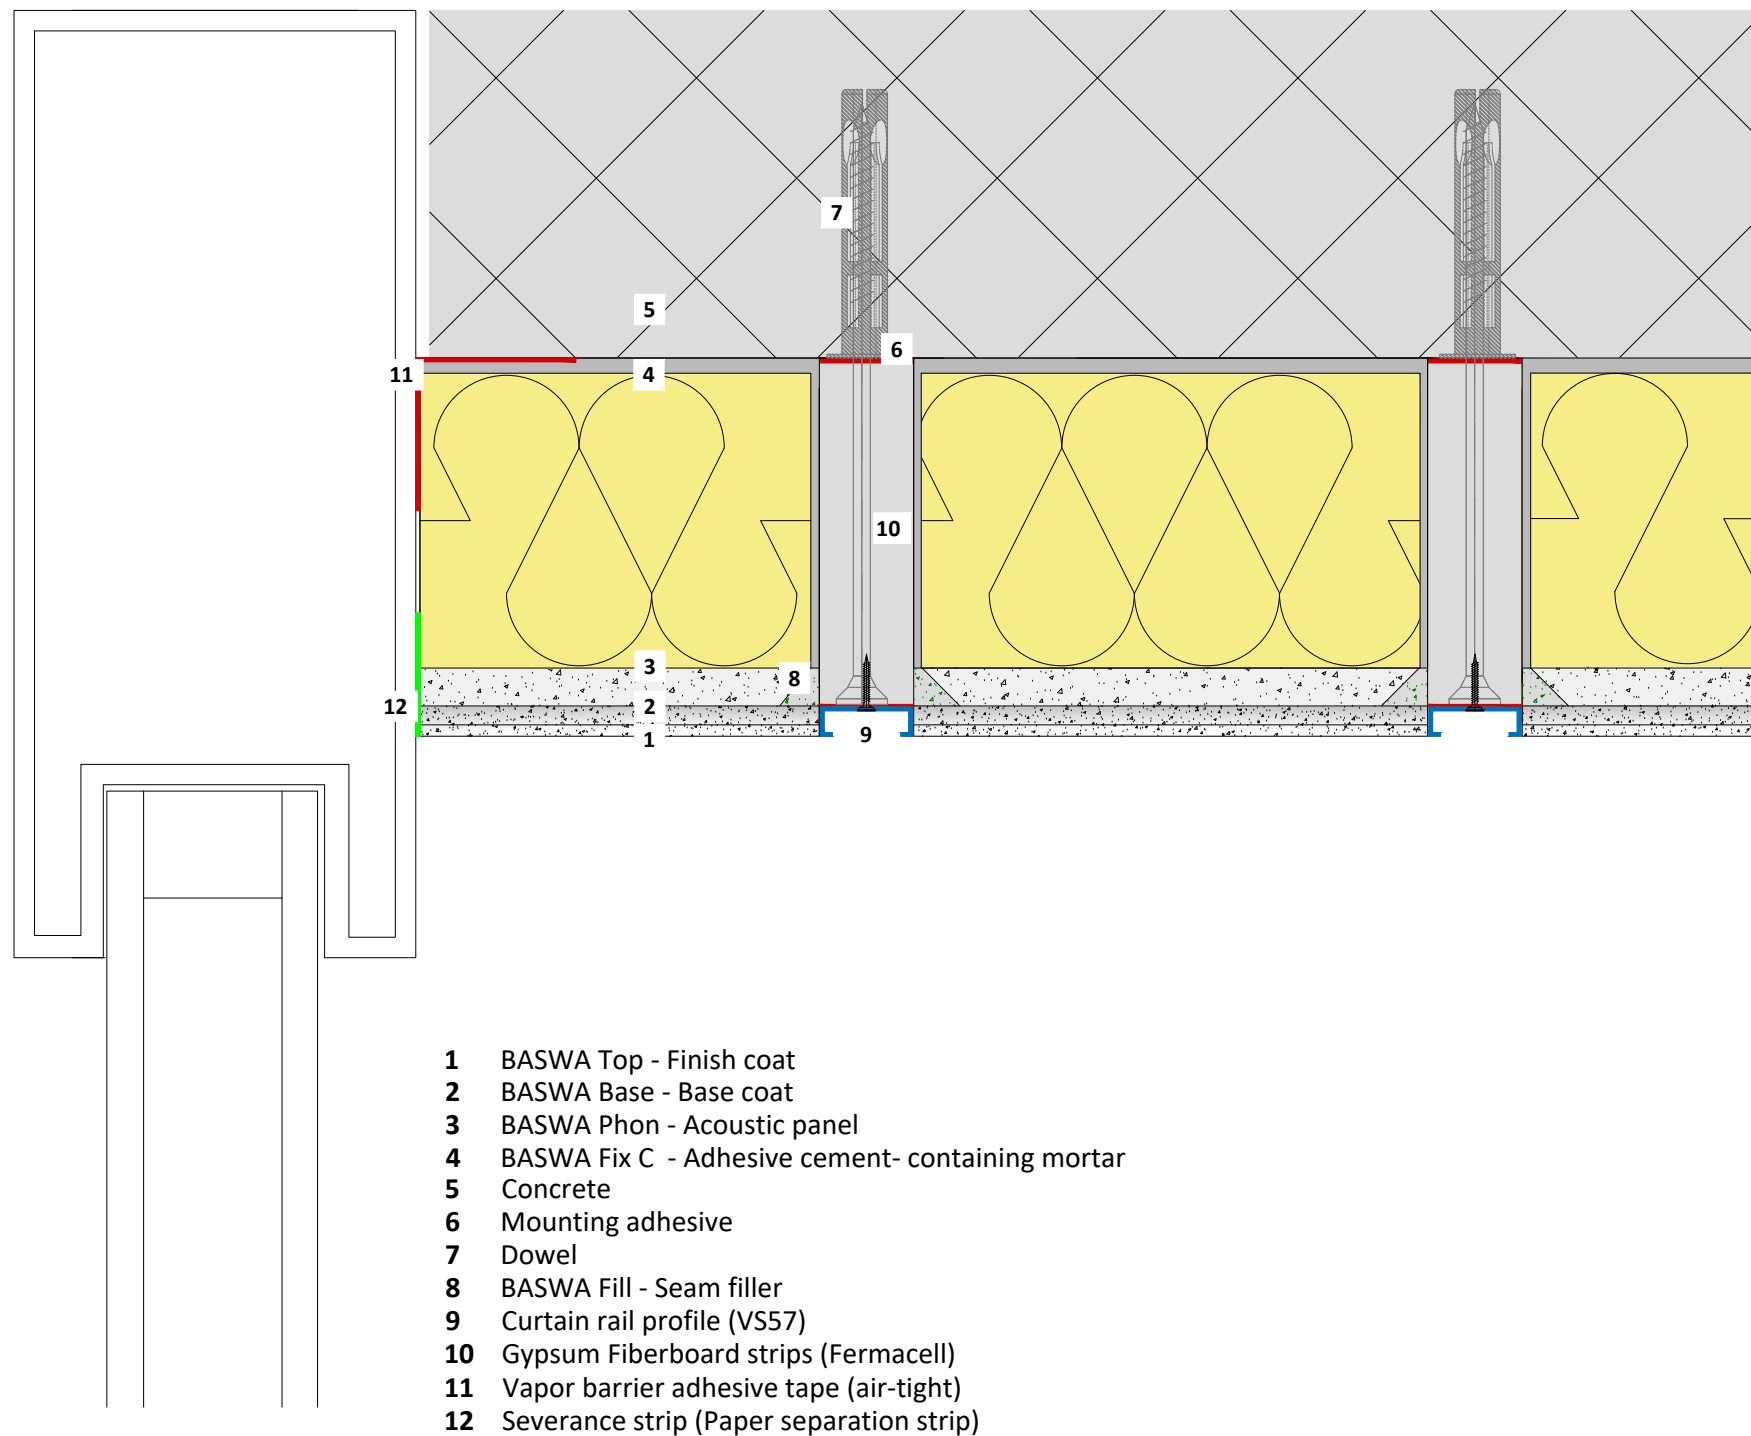 7
5
6
11
4
10
3
8
12
2
9
1
1 BASWA Top - Finish coat
2 BASWA Base - Base coat
3 BASWA Phon - Acoustic panel
4 BASWA Fix C - Adhesive cement- containing mortar
5 Concrete
6 Mounting adhesive
7 Dowel
8 BASWA Fill - Seam filler
9 Curtain rail profile (VS57)
10 Gypsum Fiberboard strips (Fermacell)
11 Vapor barrier adhesive tape (air-tight)
12 Severance strip (Paper separation strip)